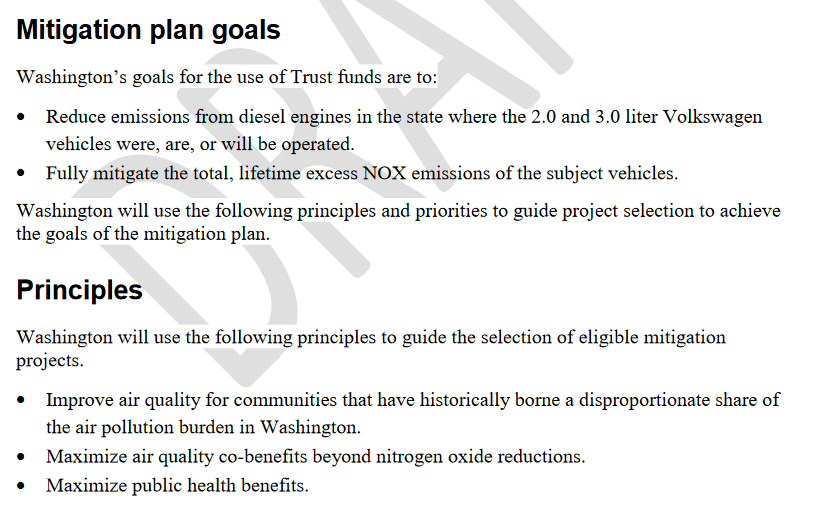 Mitigation plan goals
Washington’s goals for the use of Trust funds are to:
• Reduce emissions from diesel engines in the state where the 2.0 and 3.0 liter Volkswagen
vehicles were, are, or will be operated.
• Fully mitigate the total, lifetime excess NOX emissions of the subject vehicles.
Washington will use the following principles and priorities to guide project selection to achieve
the goals of the mitigation plan.
Principles
Washington will use the following principles to guide the selection of eligible mitigation
projects.
• Improve air quality for communities that have historically borne a disproportionate share of
the air pollution burden in Washington.
• Maximize air quality co-benefits beyond nitrogen oxide reductions.
• Maximize public health benefits.
DRA